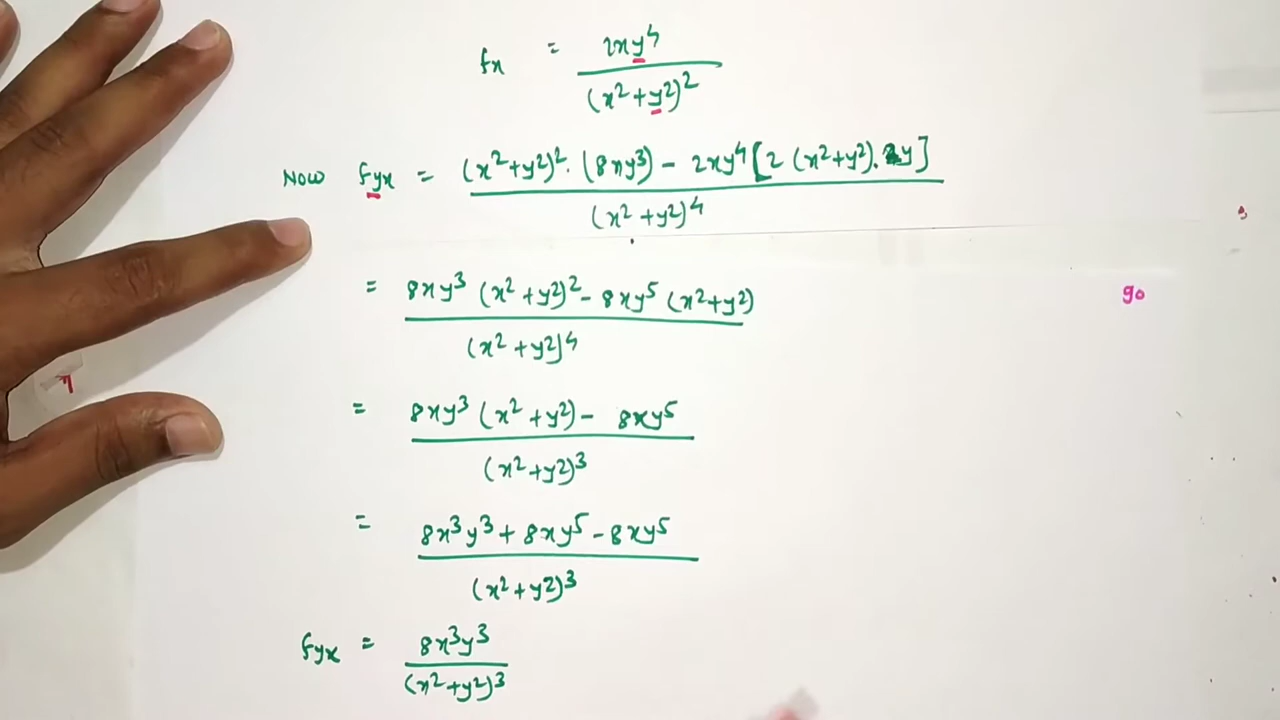 fx = 2xy⁴ / (x²+y²)²
Now fyx = (x²+y²)². (8xy³) - 2xy⁴[2 (x²+y²). 2y] / (x²+y²)⁴
= 8xy³ (x²+y²)² - 8xy⁵ (x²+y²) / (x²+y²)⁴
go
= 8xy³ (x²+y²) - 8xy⁵ / (x²+y²)³
= 8x³y³ + 8xy⁵ - 8xy⁵ / (x²+y²)³
fyx = 8x³y³ / (x²+y²)³